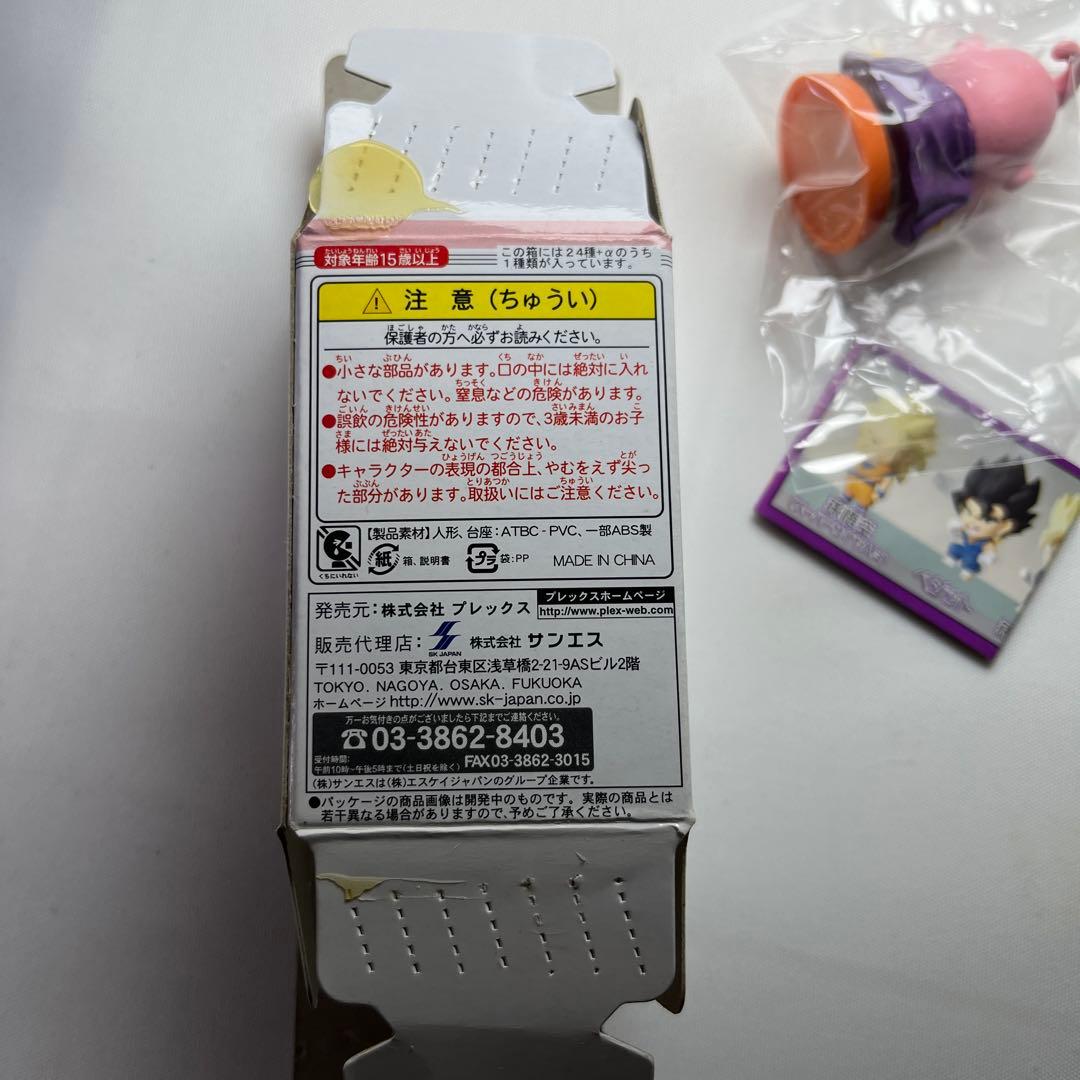 対象年齢15歳以上
この箱には24種+αのうち
1種類が入っています。
⚠ 注 意 (ちゅうい)
保護者の方へ必ずお読みください。
●小さな部品があります。口の中には絶対に入れ
ないでください。窒息などの危険があります。
●誤飲の危険性がありますので、3歳未満のお子
様には絶対与えないでください。
●キャラクターの表現の都合上、やむをえず尖っ
た部分があります。取扱いにはご注意ください。
くちにいれない
【製品素材】人形、台座:ATBC-PVC、一部ABS製
紙 箱、説明書 プラ 袋:PP MADE IN CHINA
発売元:株式会社 プレックス
プレックスホームページ
http://www.plex-web.com
販売代理店: SK JAPAN 株式会社 サンエス
〒111-0053 東京都台東区浅草橋2-21-9ASビル2階
TOKYO. NAGOYA. OSAKA. FUKUOKA
ホームページhttp://www.sk-japan.co.jp
万一お気付きの点がございましたら下記までご連絡ください。
☎03-3862-8403
受付時間:
午前10時~午後5時まで(土日祝を除く)
FAX03-3862-3015
(株)サンエスは(株)エスケイジャパンのグループ企業です。
●パッケージの商品画像は開発中のものです。実際の商品とは
若干異なる場合がありますので、予めご了承ください。
孫悟空
ベジット